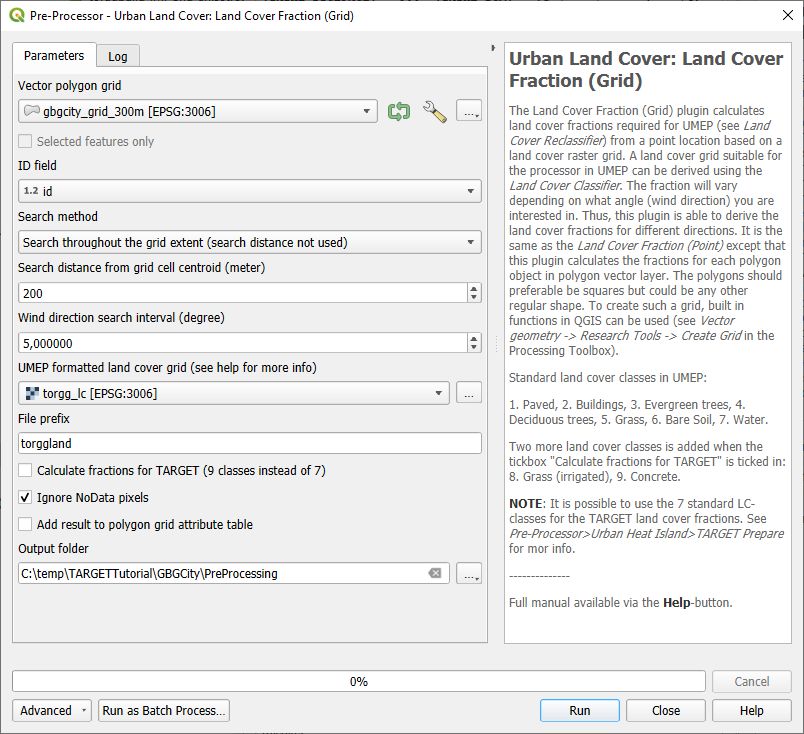 Pre-Processor - Urban Land Cover: Land Cover Fraction (Grid)
Parameters
Log
Vector polygon grid
gbgcity_grid_300m [EPSG:3006]
...
Selected features only
ID field
1.2 id
Search method
Search throughout the grid extent (search distance not used)
Search distance from grid cell centroid (meter)
200
Wind direction search interval (degree)
5,000000
UMEP formatted land cover grid (see help for more info)
torgg_lc [EPSG:3006]
...
File prefix
torggland
Calculate fractions for TARGET (9 classes instead of 7)
Ignore NoData pixels
Add result to polygon grid attribute table
Output folder
C:\temp\TARGETTutorial\GBGCity\PreProcessing
...
Urban Land Cover: Land Cover
Fraction (Grid)
The Land Cover Fraction (Grid) plugin calculates
land cover fractions required for UMEP (see Land
Cover Reclassifier) from a point location based on a
land cover raster grid. A land cover grid suitable for
the processor in UMEP can be derived using the
Land Cover Classifier. The fraction will vary
depending on what angle (wind direction) you are
interested in. Thus, this plugin is able to derive the
land cover fractions for different directions. It is the
same as the Land Cover Fraction (Point) except that
this plugin calculates the fractions for each polygon
object in polygon vector layer. The polygons should
preferable be squares but could be any other
regular shape. To create such a grid, built in
functions in QGIS can be used (see Vector
geometry -> Research Tools -> Create Grid in the
Processing Toolbox).
Standard land cover classes in UMEP:
1. Paved, 2. Buildings, 3. Evergreen trees, 4.
Deciduous trees, 5. Grass, 6. Bare Soil, 7. Water.
Two more land cover classes is added when the
tickbox "Calculate fractions for TARGET" is ticked in:
8. Grass (irrigated), 9. Concrete.
NOTE: It is possible to use the 7 standard LC-
classes for the TARGET land cover fractions. See
Pre-Processor>Urban Heat Island>TARGET Prepare
for mor info.
--------------
Full manual available via the Help-button.
0%
Cancel
Advanced
Run as Batch Process...
Run
Close
Help